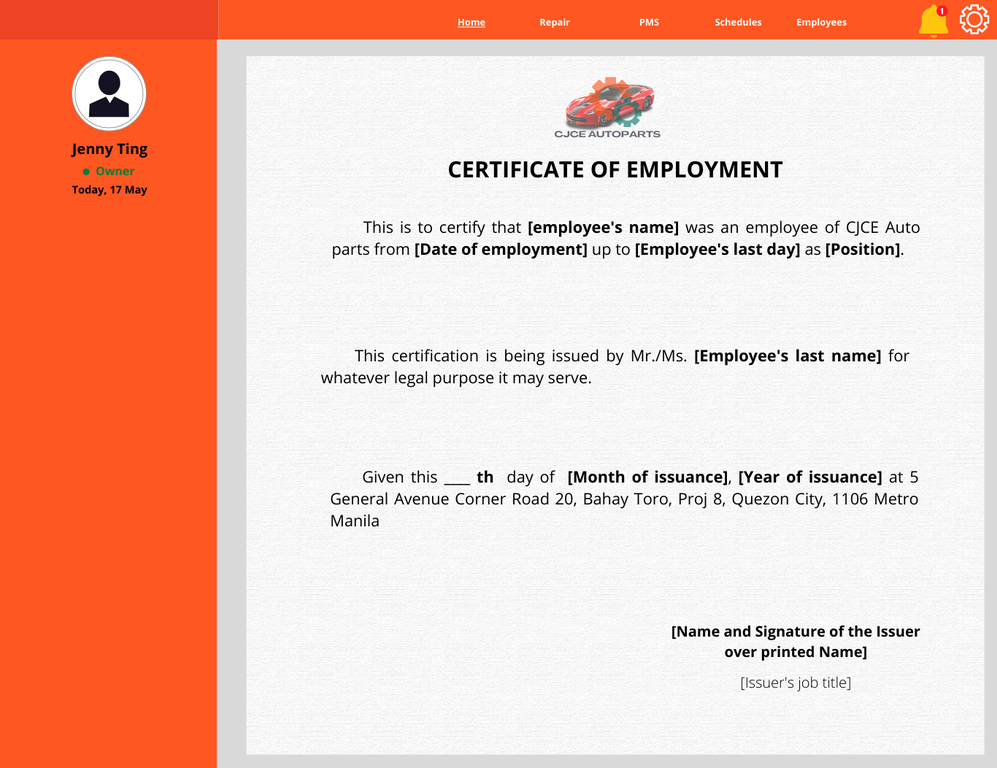 Home Repair PMS Schedules Employees 1
Jenny Ting
Owner
Today, 17 May
CJCE AUTOPARTS
CERTIFICATE OF EMPLOYMENT
This is to certify that [employee's name] was an employee of CJCE Auto
parts from [Date of employment] up to [Employee's last day] as [Position].
This certification is being issued by Mr./Ms. [Employee's last name] for
whatever legal purpose it may serve.
Given this ___ th day of [Month of issuance], [Year of issuance] at 5
General Avenue Corner Road 20, Bahay Toro, Proj 8, Quezon City, 1106 Metro
Manila
[Name and Signature of the Issuer
over printed Name]
[Issuer's job title]